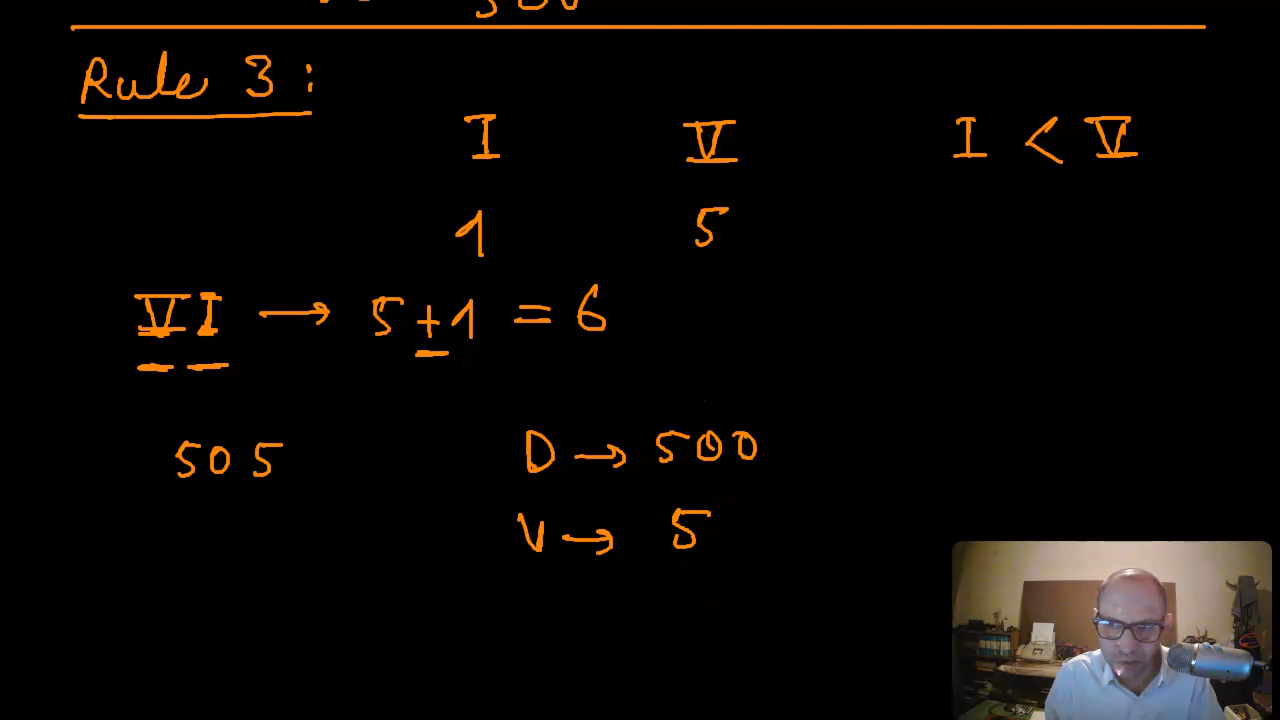 Rule 3 :
I V I < V
1 5
VI → 5 + 1 = 6
505 D → 500
V → 5